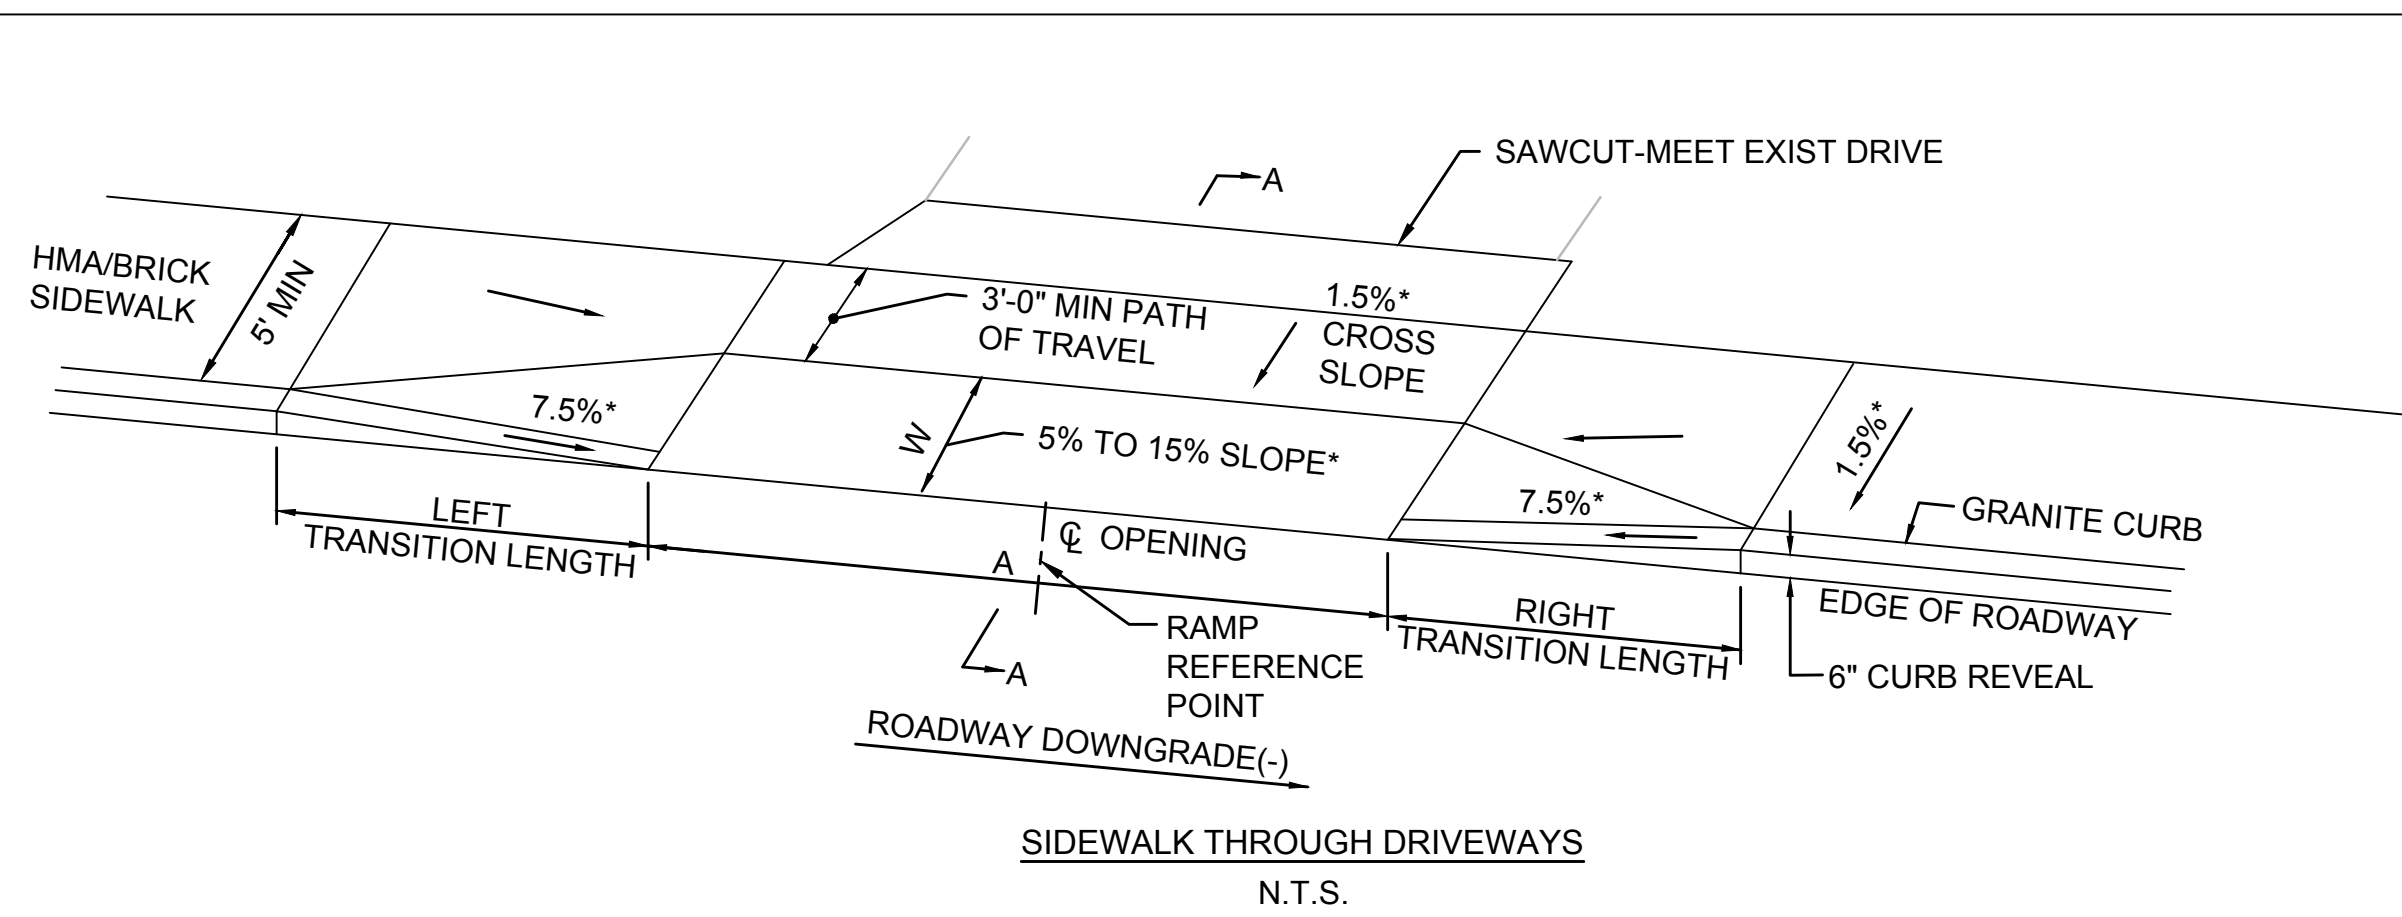 SAWCUT-MEET EXIST DRIVE
A
HMA/BRICK
SIDEWALK
5' MIN
3'-0" MIN PATH
OF TRAVEL
1.5%*
CROSS
SLOPE
7.5%*
W
5% TO 15% SLOPE*
1.5%*
7.5%*
GRANITE CURB
LEFT
TRANSITION LENGTH
℄ OPENING
A
RAMP
REFERENCE
POINT
RIGHT
TRANSITION LENGTH
EDGE OF ROADWAY
6" CURB REVEAL
A
ROADWAY DOWNGRADE(-)
SIDEWALK THROUGH DRIVEWAYS
N.T.S.